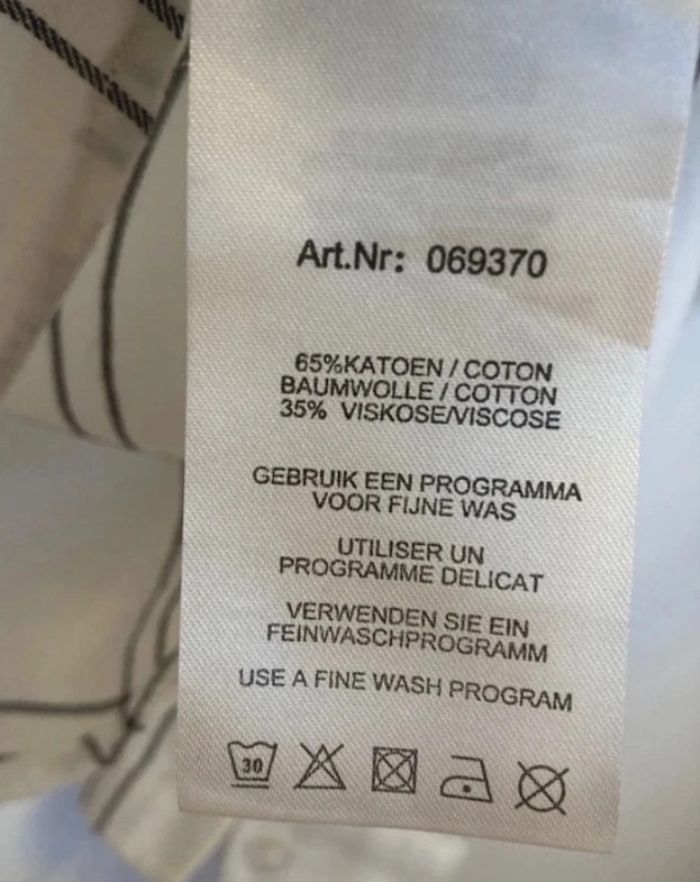 Art.Nr: 069370
65%KATOEN / COTON
BAUMWOLLE / COTTON
35% VISKOSE/VISCOSE
GEBRUIK EEN PROGRAMMA
VOOR FIJNE WAS
UTILISER UN
PROGRAMME DELICAT
VERWENDEN SIE EIN
FEINWASCHPROGRAMM
USE A FINE WASH PROGRAM
30